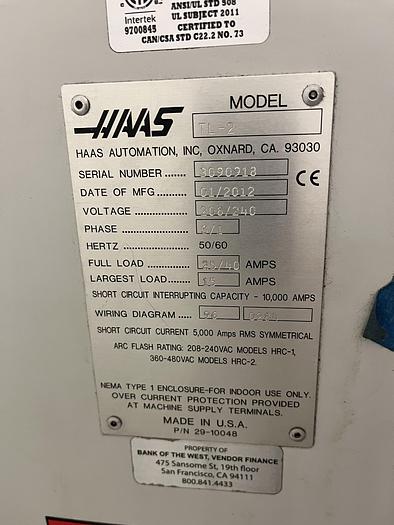 Intertek
9700845
ANSI/UL STD 508
UL SUBJECT 2011
CERTIFIED TO
CAN/CSA STD C22.2 NO. 73
HAAS
MODEL
TL-2
HAAS AUTOMATION, INC, OXNARD, CA. 93030
SERIAL NUMBER ...... 3090913
DATE OF MFG ........ 01/2012
CE
VOLTAGE ................ 208/240
PHASE ....................
HERTZ .................... 50/60
FULL LOAD ............ AMPS
LARGEST LOAD..... AMPS
SHORT CIRCUIT INTERRUPTING CAPACITY - 10,000 AMPS
WIRING DIAGRAM ....
SHORT CIRCUIT CURRENT 5,000 Amps RMS SYMMETRICAL
ARC FLASH RATING: 208-240VAC MODELS HRC-1,
360-480VAC MODELS HRC-2.
NEMA TYPE 1 ENCLOSURE-FOR INDOOR USE ONLY.
OVER CURRENT PROTECTION PROVIDED
AT MACHINE SUPPLY TERMINALS.
MADE IN U.S.A.
P/N 29-10048
PROPERTY OF
BANK OF THE WEST, VENDOR FINANCE
475 Sansome St, 19th floor
San Francisco, CA 94111
800.841.4433